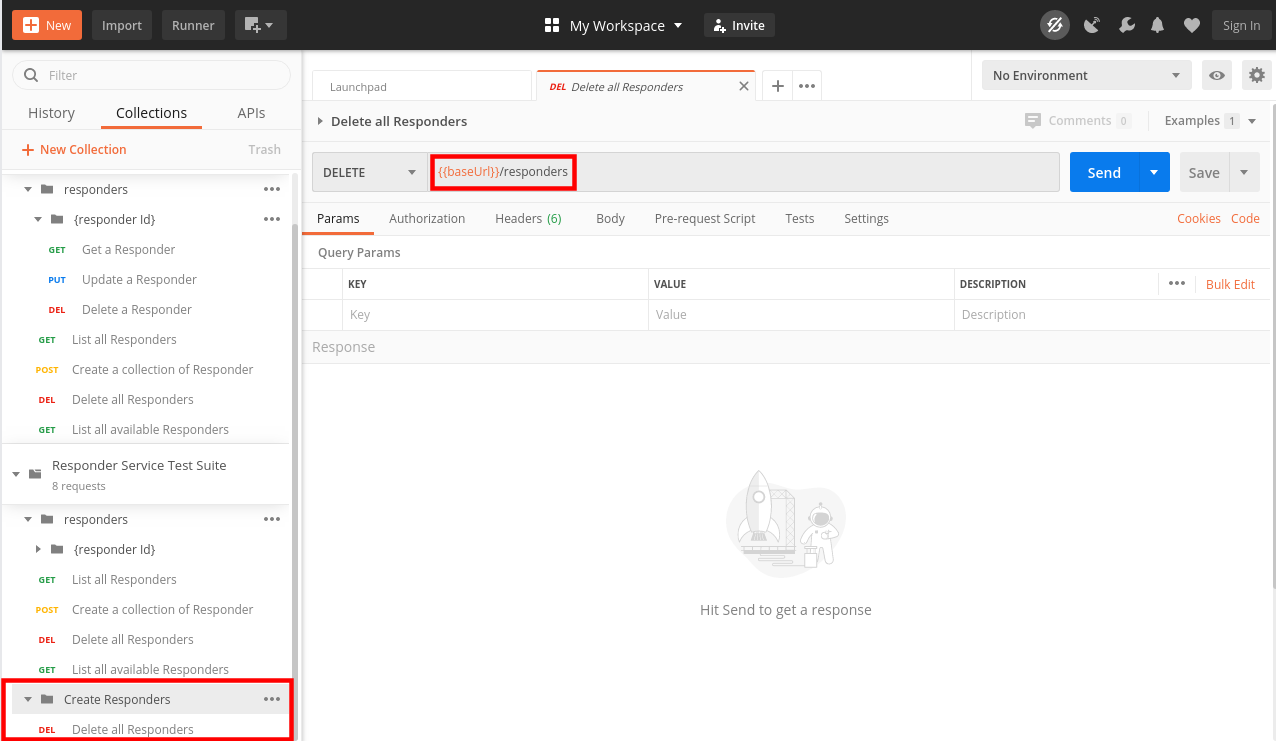 New
Import
Runner
My Workspace
Invite
Sign In
Filter
History
Collections
APIs
New Collection
Trash
responders
{responder Id}
GET Get a Responder
PUT Update a Responder
DEL Delete a Responder
GET List all Responders
POST Create a collection of Responder
DEL Delete all Responders
GET List all available Responders
Responder Service Test Suite
8 requests
responders
{responder Id}
GET List all Responders
POST Create a collection of Responder
DEL Delete all Responders
GET List all available Responders
Create Responders
DEL Delete all Responders
Launchpad
DEL Delete all Responders
No Environment
Delete all Responders
Comments 0
Examples 1
DELETE
{{baseUrl}}/responders
Send
Save
Params
Authorization
Headers (6)
Body
Pre-request Script
Tests
Settings
Cookies
Code
Query Params
KEY
VALUE
DESCRIPTION
Bulk Edit
Key
Value
Description
Response
Hit Send to get a response